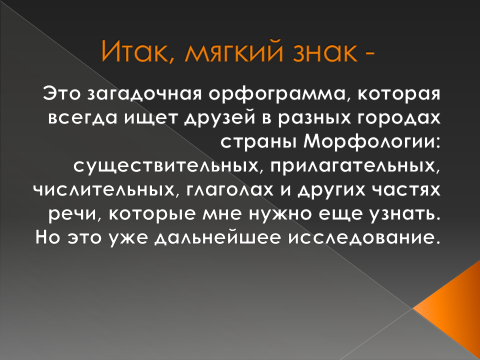 Итак, мягкий знак -
Это загадочная орфограмма, которая
всегда ищет друзей в разных городах
страны Морфологии:
существительных, прилагательных,
числительных, глаголах и других частях
речи, которые мне нужно еще узнать.
Но это уже дальнейшее исследование.